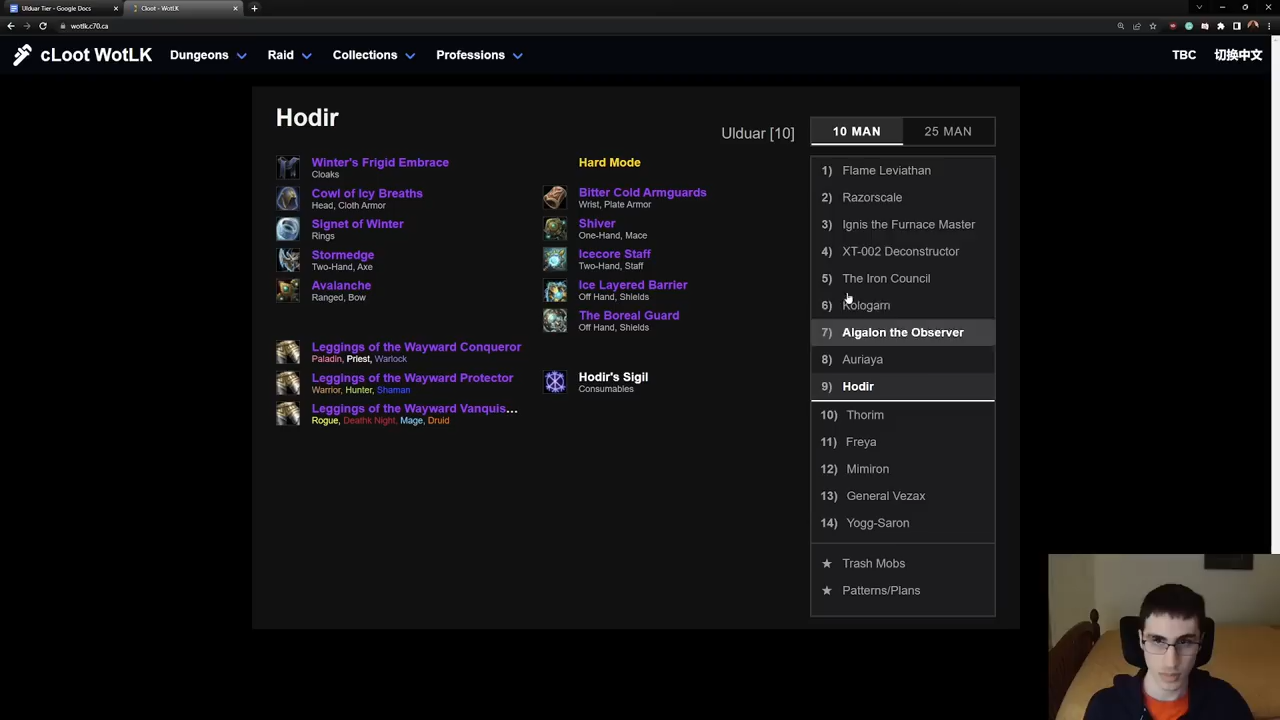 Ulduar Tier - Google Docs
Cloot - WotLK
wotlk.c70.ca
cLoot WotLK
Dungeons
Raid
Collections
Professions
TBC
切换中文
Hodir
Ulduar [10]
10 MAN
25 MAN
Winter's Frigid Embrace
Cloaks
Cowl of Icy Breaths
Head, Cloth Armor
Signet of Winter
Rings
Stormedge
Two-Hand, Axe
Avalanche
Ranged, Bow
Leggings of the Wayward Conqueror
Paladin, Priest, Warlock
Leggings of the Wayward Protector
Warrior, Hunter, Shaman
Leggings of the Wayward Vanquis...
Rogue, Deathk Night, Mage, Druid
Hard Mode
Bitter Cold Armguards
Wrist, Plate Armor
Shiver
One-Hand, Mace
Icecore Staff
Two-Hand, Staff
Ice Layered Barrier
Off Hand, Shields
The Boreal Guard
Off Hand, Shields
Hodir's Sigil
Consumables
1) Flame Leviathan
2) Razorscale
3) Ignis the Furnace Master
4) XT-002 Deconstructor
5) The Iron Council
6) Kologarn
7) Algalon the Observer
8) Auriaya
9) Hodir
10) Thorim
11) Freya
12) Mimiron
13) General Vezax
14) Yogg-Saron
★ Trash Mobs
★ Patterns/Plans